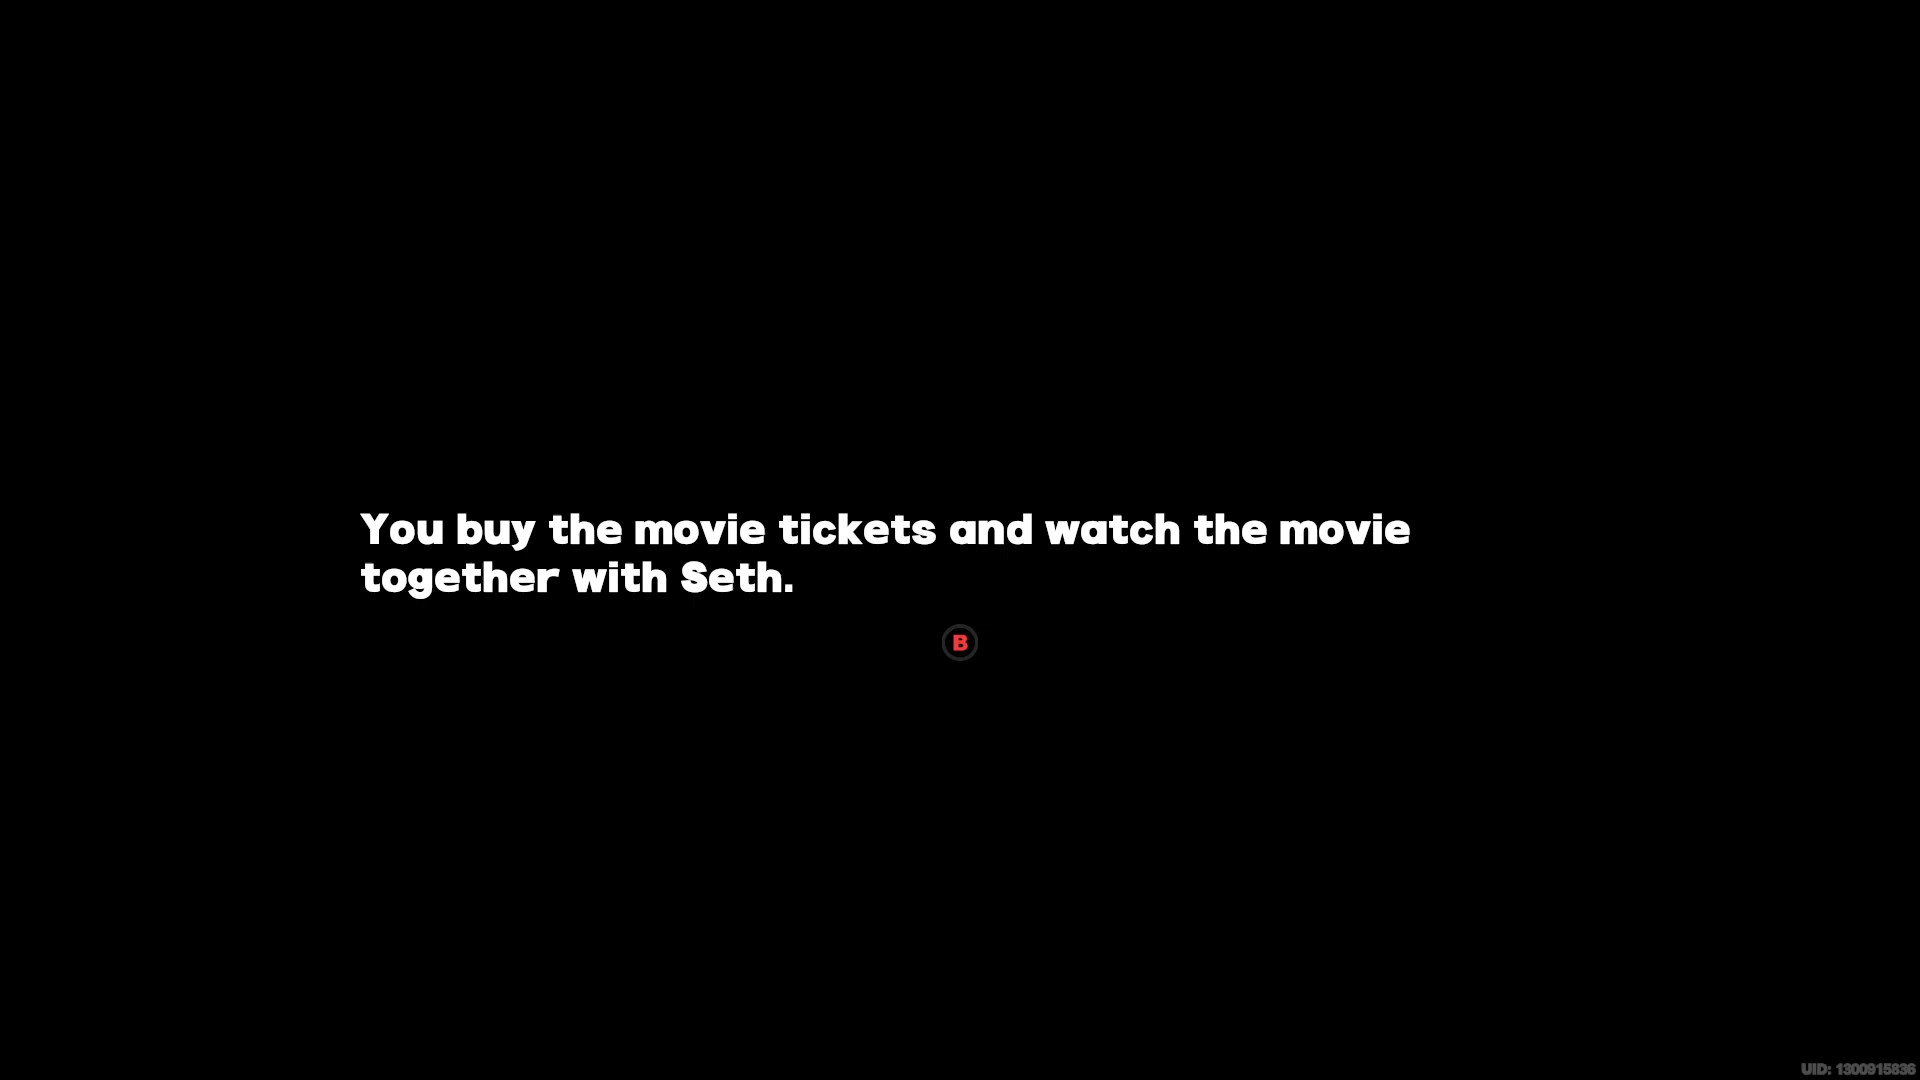 You buy the movie tickets and watch the movie
together with Seth.
B
UID: 1300915836